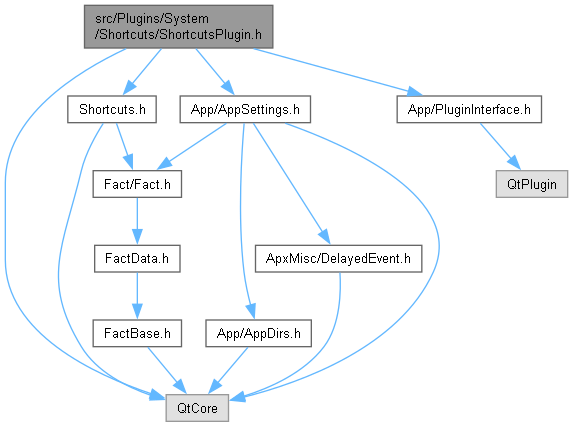 src/Plugins/System
/Shortcuts/ShortcutsPlugin.h
Shortcuts.h
App/AppSettings.h
App/PluginInterface.h
Fact/Fact.h
QtPlugin
FactData.h
ApxMisc/DelayedEvent.h
FactBase.h
App/AppDirs.h
QtCore